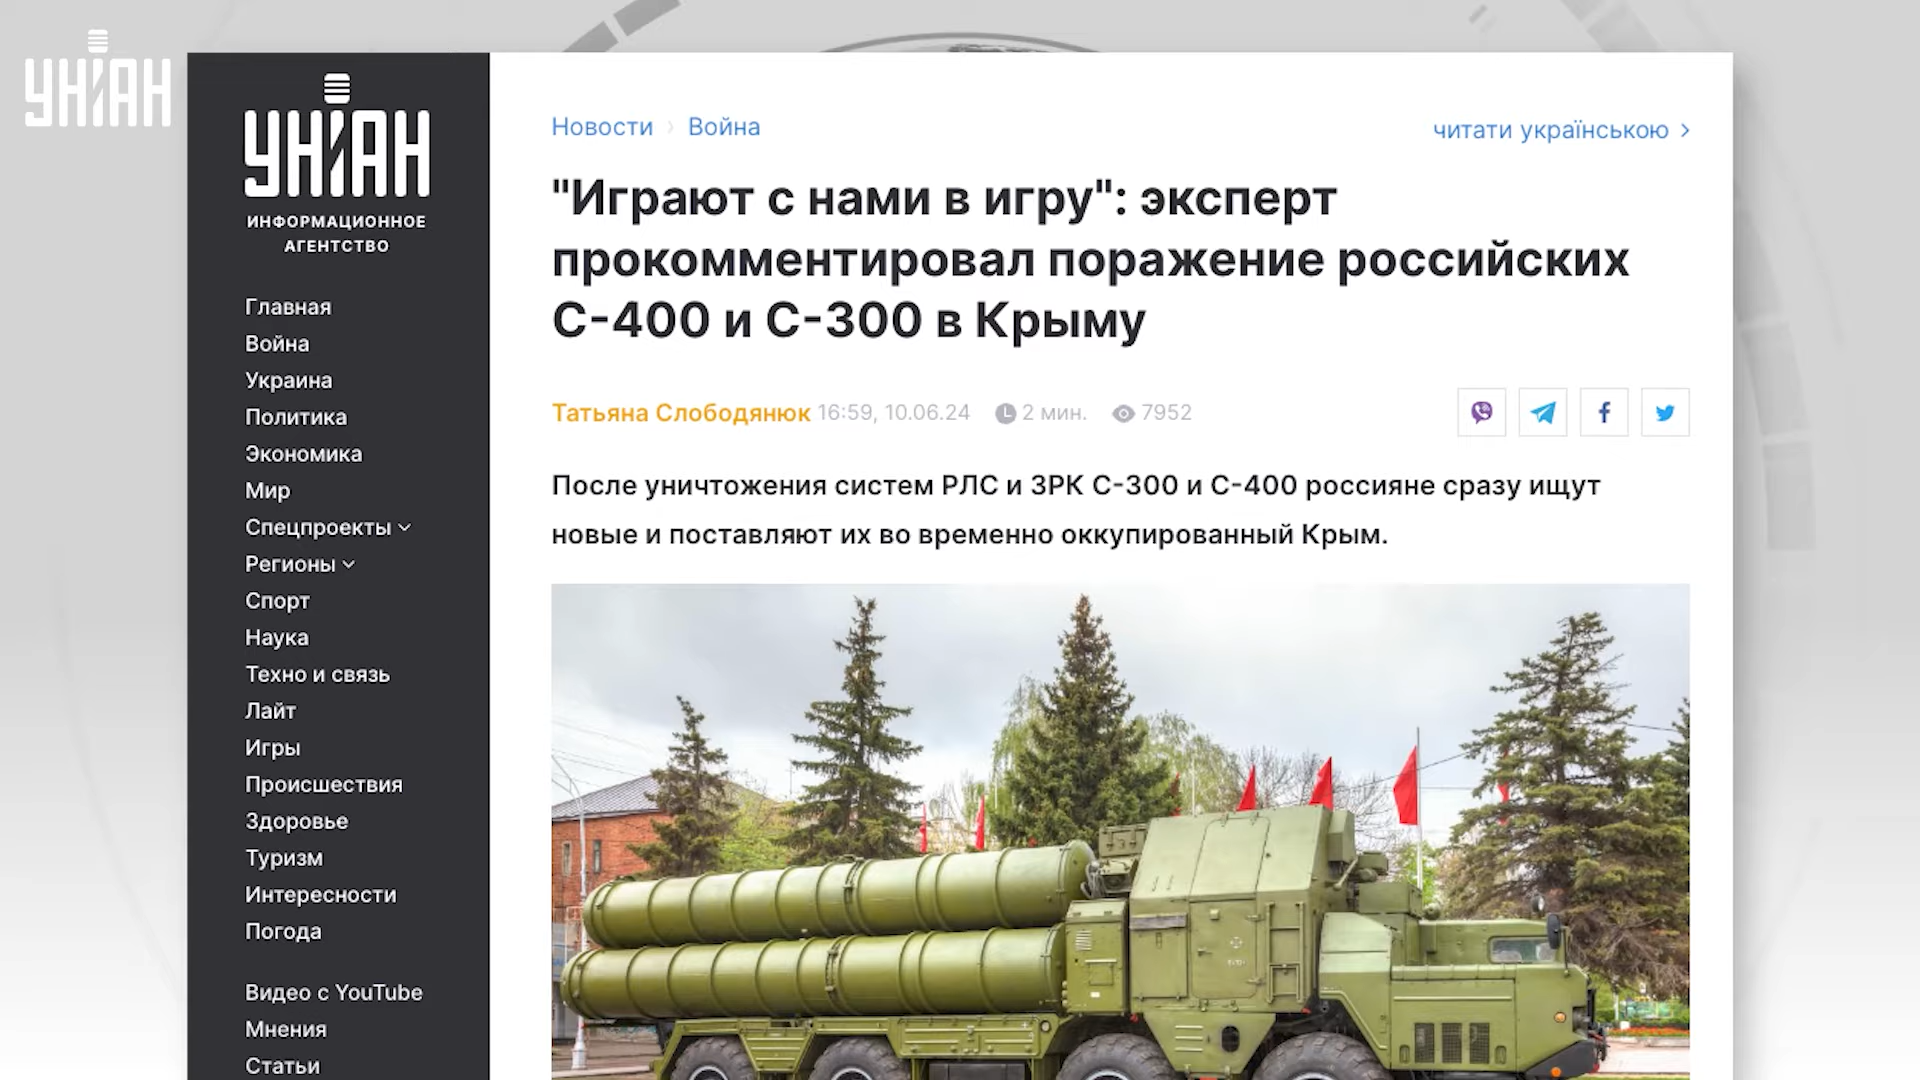 УНІАН
УНІАН
ИНФОРМАЦИОННОЕ
АГЕНТСТВО
Главная
Война
Украина
Политика
Экономика
Мир
Спецпроекты
Регионы
Спорт
Наука
Техно и связь
Лайт
Игры
Происшествия
Здоровье
Туризм
Интересности
Погода
Видео с YouTube
Мнения
Статьи
Новости › Война
читати українською >
"Играют с нами в игру": эксперт
прокомментировал поражение российских
С-400 и С-300 в Крыму
Татьяна Слободянюк 16:59, 10.06.24 2 мин. 7952
После уничтожения систем РЛС и ЗРК С-300 и С-400 россияне сразу ищут
новые и поставляют их во временно оккупированный Крым.